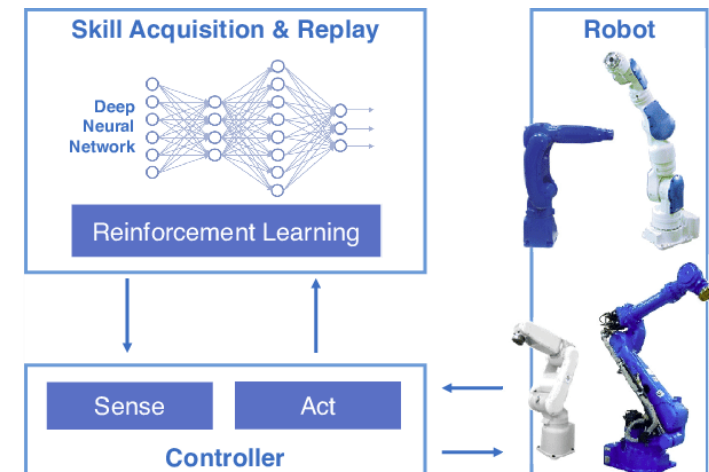 Skill Acquisition & Replay
Deep
Neural
Network
Reinforcement Learning
Robot
Sense
Act
Controller